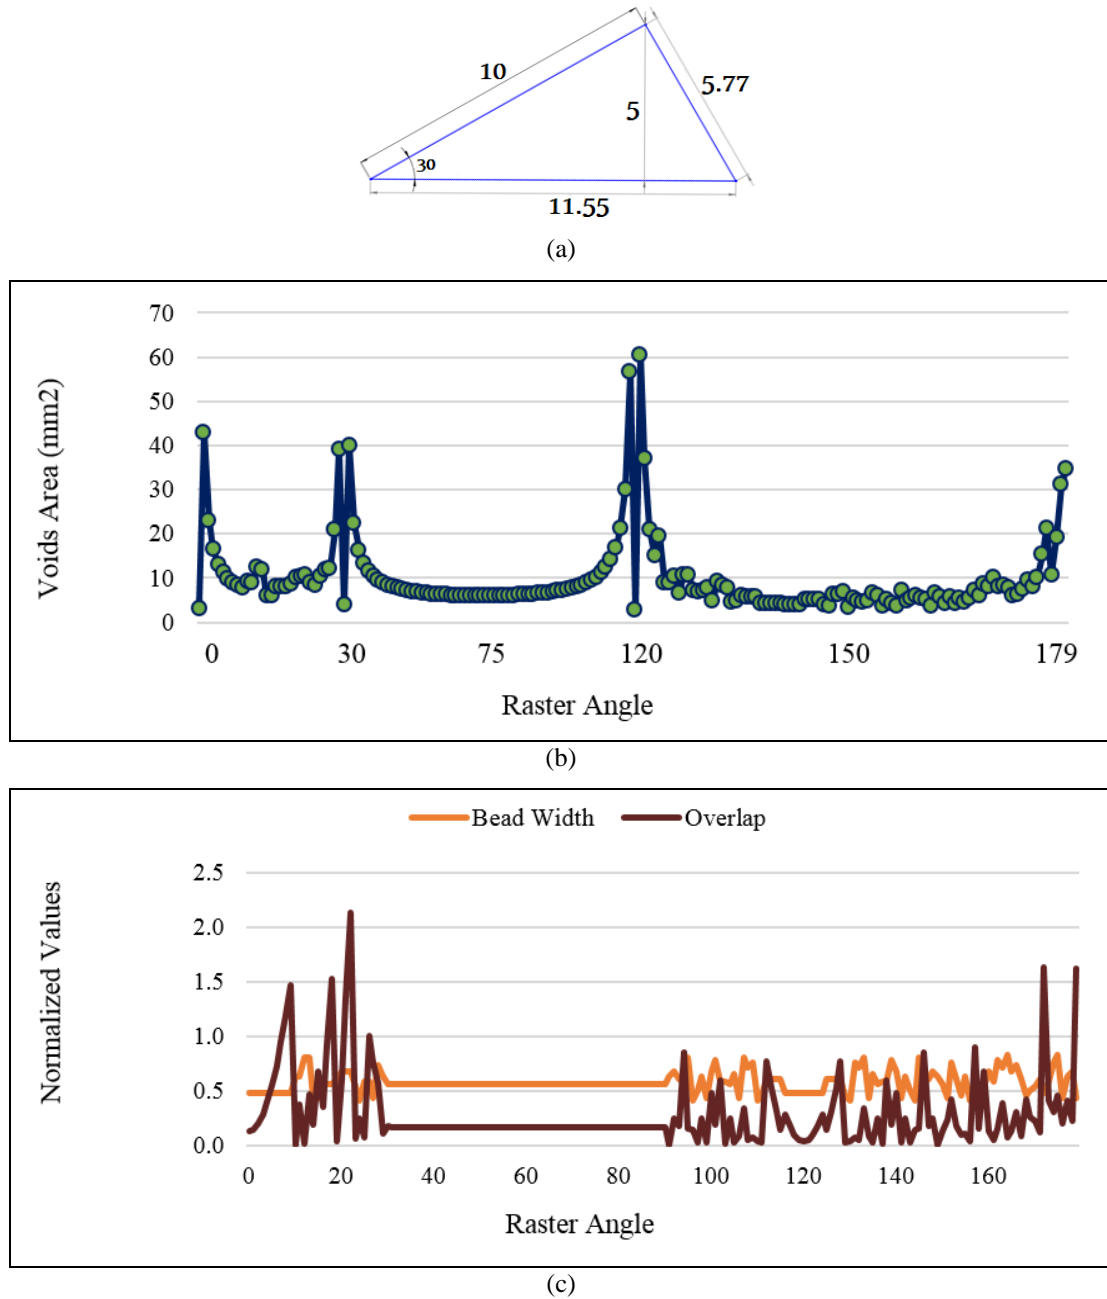 10
5.77
5
30
11.55
(a)
70
60
50
40
30
20
10
0
Voids Area (mm2)
0 30 75 120 150 179
Raster Angle
(b)
Bead Width Overlap
2.5
2.0
1.5
1.0
0.5
0.0
Normalized Values
0 20 40 60 80 100 120 140 160
Raster Angle
(c)